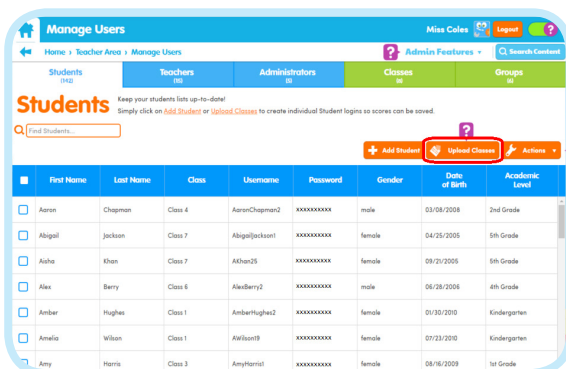 Manage Users
Miss Coles
Logout
?
Home › Teacher Area › Manage Users
?
Admin Features
Search Content
Students
(142)
Teachers
(10)
Administrators
(5)
Classes
Groups
Students
Keep your students lists up-to-date!
Simply click on Add Student or Upload Classes to create individual Student logins so scores can be saved.
Find Students...
?
Add Student
Upload Classes
Actions
First Name Last Name Class Username Password Gender Date of Birth Academic Level
Aaron Chapman Class 4 AaronChapman2 xxxxxxxxxx male 03/08/2008 2nd Grade
Abigail Jackson Class 7 AbigailJackson1 xxxxxxxxxx female 04/25/2005 5th Grade
Aisha Khan Class 7 AKhan25 xxxxxxxxxx female 09/21/2005 5th Grade
Alex Berry Class 6 AlexBerry2 xxxxxxxxxx male 06/28/2006 4th Grade
Amber Hughes Class 1 AmberHughes2 xxxxxxxxxx female 01/30/2010 Kindergarten
Amelia Wilson Class 1 AWilson19 xxxxxxxxxx female 07/23/2010 Kindergarten
Amy Harris Class 3 AmyHarris1 xxxxxxxxxx female 08/16/2009 1st Grade